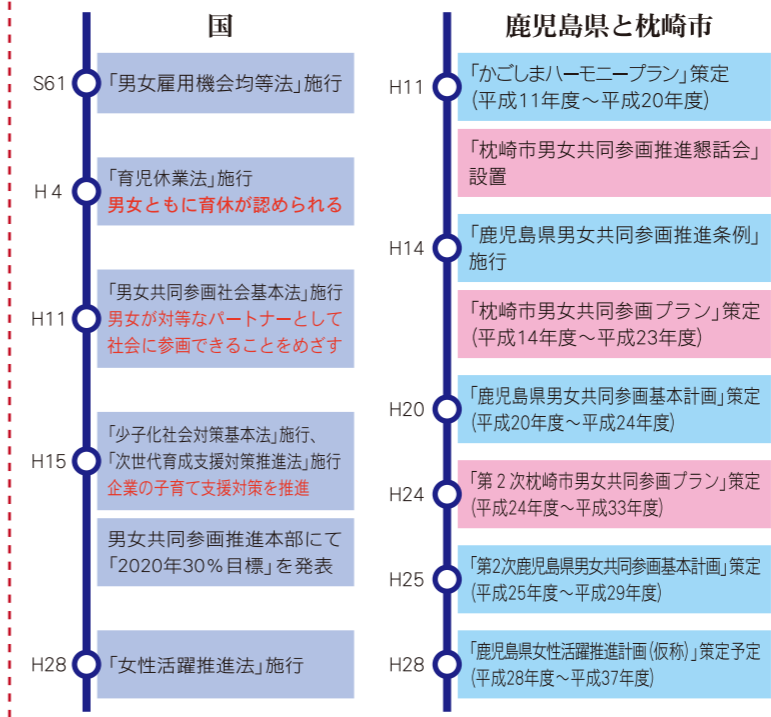 国
S61
「男女雇用機会均等法」施行
H 4
「育児休業法」施行
男女ともに育休が認められる
H11
「男女共同参画社会基本法」施行
男女が対等なパートナーとして
社会に参画できることをめざす
H15
「少子化社会対策基本法」施行、
「次世代育成支援対策推進法」施行
企業の子育て支援対策を推進
男女共同参画推進本部にて
「2020年30%目標」を発表
H28
「女性活躍推進法」施行
鹿児島県と枕崎市
H11
「かごしまハーモニープラン」策定
(平成11年度～平成20年度)
「枕崎市男女共同参画推進懇話会」
設置
H14
「鹿児島県男女共同参画推進条例」
施行
「枕崎市男女共同参画プラン」策定
(平成14年度～平成23年度)
H20
「鹿児島県男女共同参画基本計画」策定
(平成20年度～平成24年度)
H24
「第２次枕崎市男女共同参画プラン」策定
(平成24年度～平成33年度)
H25
「第2次鹿児島県男女共同参画基本計画」策定
(平成25年度～平成29年度)
H28
「鹿児島県女性活躍推進計画(仮称)」策定予定
(平成28年度～平成37年度)